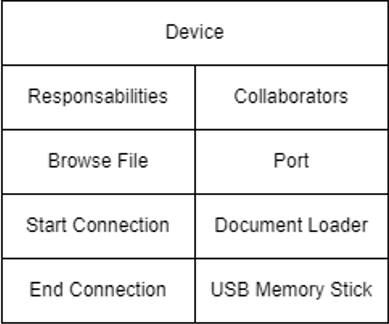 Device
Responsabilities Collaborators
Browse File Port
Start Connection Document Loader
End Connection USB Memory Stick